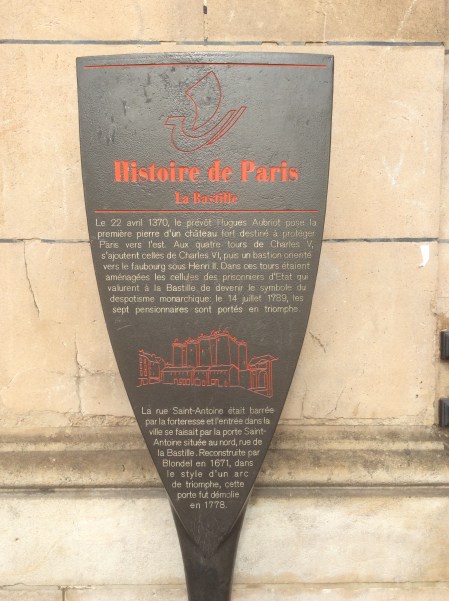 Histoire de Paris
La Bastille
Le 22 avril 1370, le prévôt Hugues Aubriot pose la
première pierre d'un château fort destiné à protéger
Paris vers l'est. Aux quatre tours de Charles V,
s'ajoutent celles de Charles VI, puis un bastion orienté
vers le faubourg sous Henri II. Dans ces tours étaient
aménagées les cellules des prisonniers d'Etat qui
valurent à la Bastille, de devenir le symbole du
despotisme monarchique: le 14 juillet 1789, les
sept pensionnaires sont portés en triomphe.
La rue Saint-Antoine était barrée
par la forteresse et l'entrée dans la
ville se faisait par la porte Saint-
Antoine située au nord, rue de
la Bastille. Reconstruite par
Blondel en 1671, dans
le style d'un arc
de triomphe, cette
porte fut démolie
en 1778.